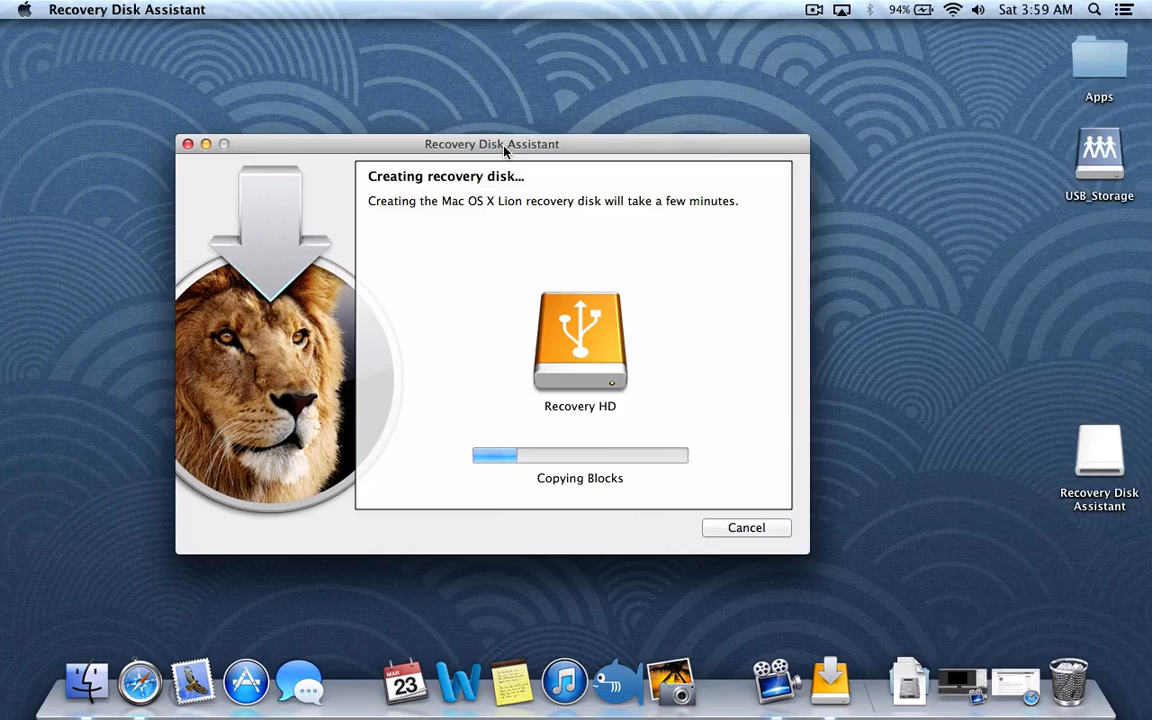 Recovery Disk Assistant
94%
Sat 3:59 AM
Apps
USB_Storage
Recovery Disk Assistant
Creating recovery disk...
Creating the Mac OS X Lion recovery disk will take a few minutes.
Recovery HD
Copying Blocks
Cancel
Recovery Disk
Assistant
MAR
23